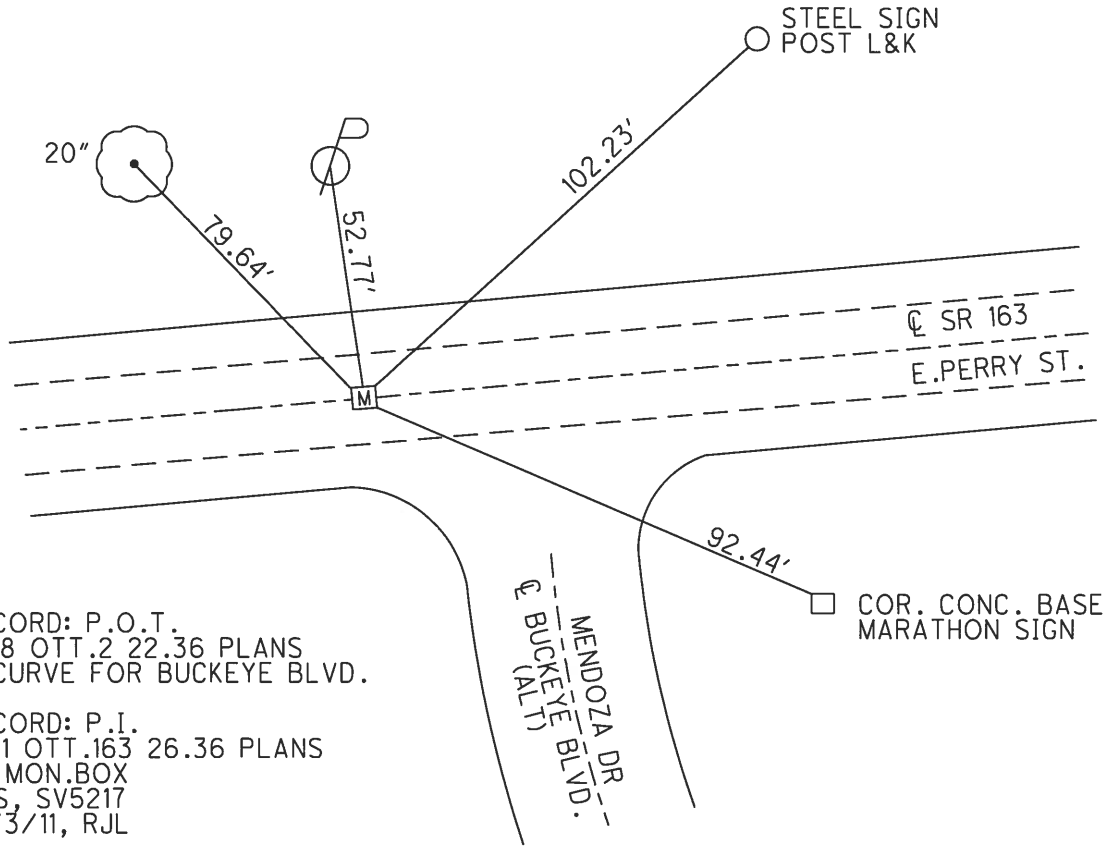 STEEL SIGN
POST L&K
20"
79.64'
52.77'
102.23'
℄ SR 163
E.PERRY ST.
M
92.44'
COR. CONC. BASE
MARATHON SIGN
MENDOZA DR
℄ BUCKEYE BLVD.
(ALT)
CORD: P.O.T.
8 OTT.2 22.36 PLANS
CURVE FOR BUCKEYE BLVD.
CORD: P.I.
1 OTT.163 26.36 PLANS
MON.BOX
S, SV5217
3/11, RJL